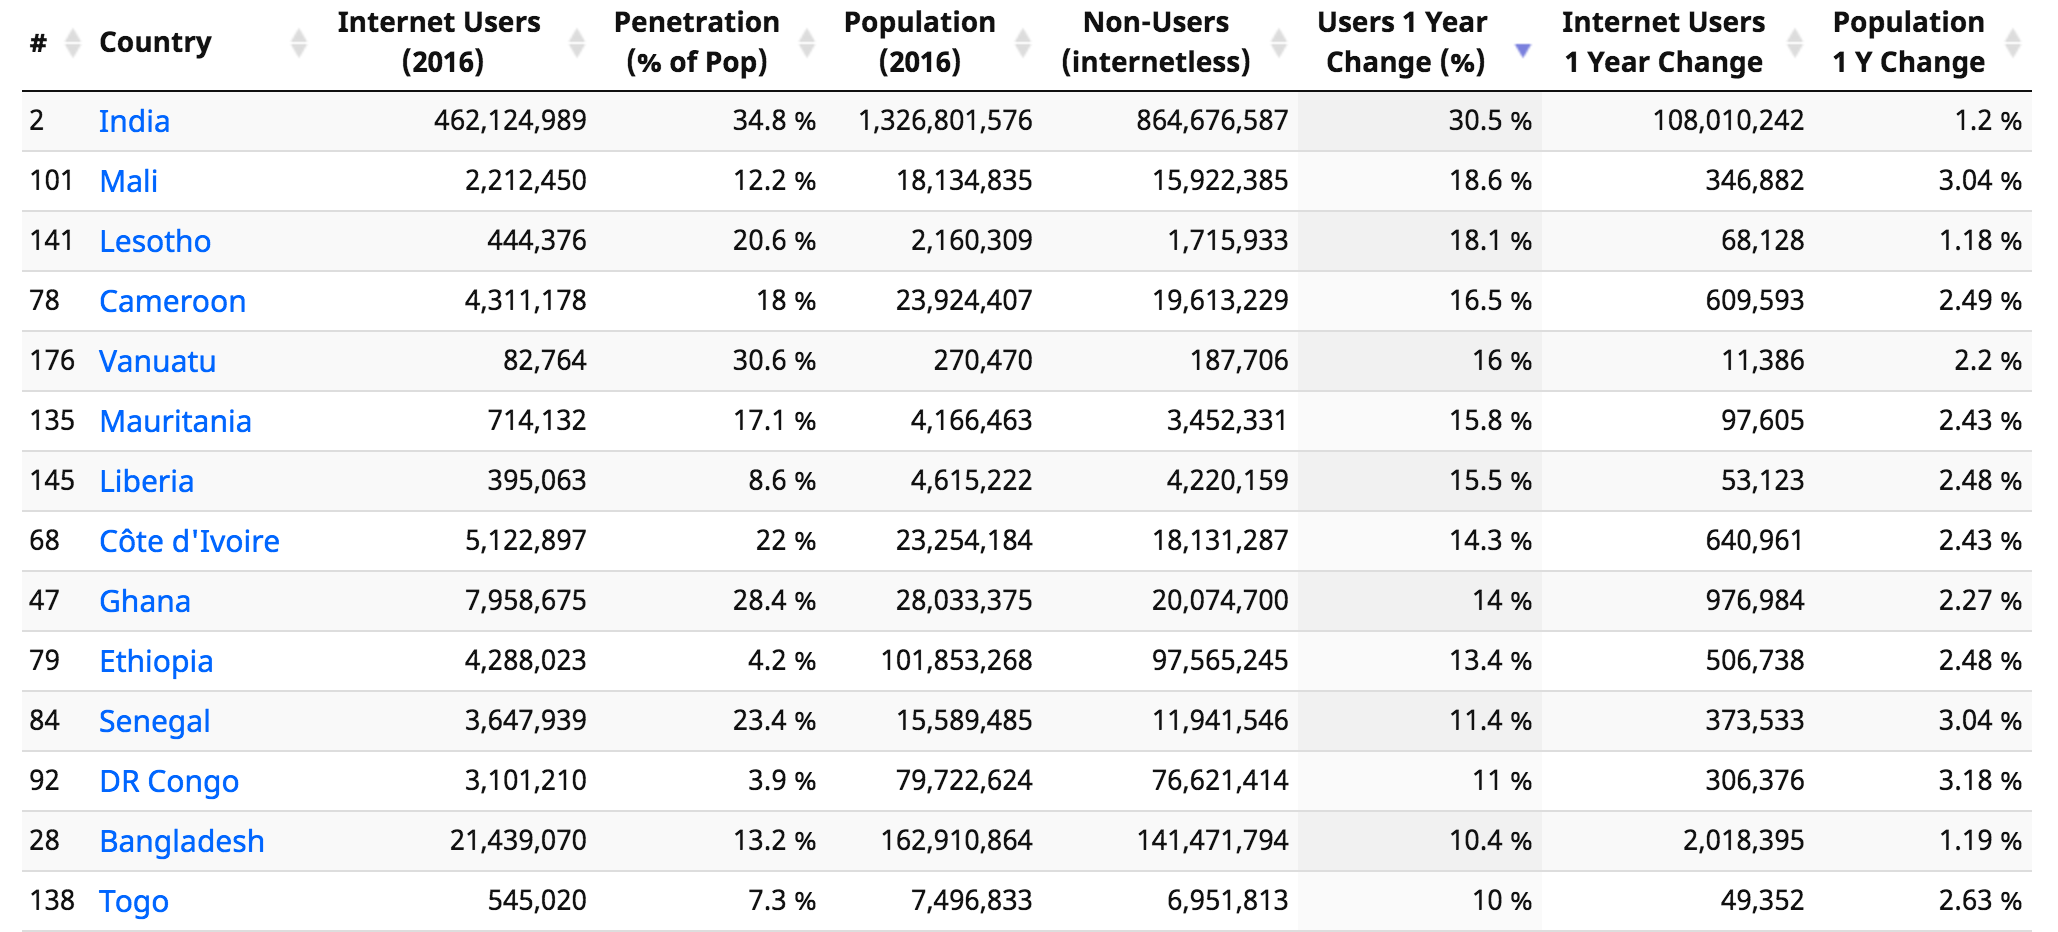 # Country Internet Users (2016) Penetration (% of Pop) Population (2016) Non-Users (internetless) Users 1 Year Change (%) Internet Users 1 Year Change Population 1 Y Change
2 India 462,124,989 34.8 % 1,326,801,576 864,676,587 30.5 % 108,010,242 1.2 %
101 Mali 2,212,450 12.2 % 18,134,835 15,922,385 18.6 % 346,882 3.04 %
141 Lesotho 444,376 20.6 % 2,160,309 1,715,933 18.1 % 68,128 1.18 %
78 Cameroon 4,311,178 18 % 23,924,407 19,613,229 16.5 % 609,593 2.49 %
176 Vanuatu 82,764 30.6 % 270,470 187,706 16 % 11,386 2.2 %
135 Mauritania 714,132 17.1 % 4,166,463 3,452,331 15.8 % 97,605 2.43 %
145 Liberia 395,063 8.6 % 4,615,222 4,220,159 15.5 % 53,123 2.48 %
68 Côte d'Ivoire 5,122,897 22 % 23,254,184 18,131,287 14.3 % 640,961 2.43 %
47 Ghana 7,958,675 28.4 % 28,033,375 20,074,700 14 % 976,984 2.27 %
79 Ethiopia 4,288,023 4.2 % 101,853,268 97,565,245 13.4 % 506,738 2.48 %
84 Senegal 3,647,939 23.4 % 15,589,485 11,941,546 11.4 % 373,533 3.04 %
92 DR Congo 3,101,210 3.9 % 79,722,624 76,621,414 11 % 306,376 3.18 %
28 Bangladesh 21,439,070 13.2 % 162,910,864 141,471,794 10.4 % 2,018,395 1.19 %
138 Togo 545,020 7.3 % 7,496,833 6,951,813 10 % 49,352 2.63 %